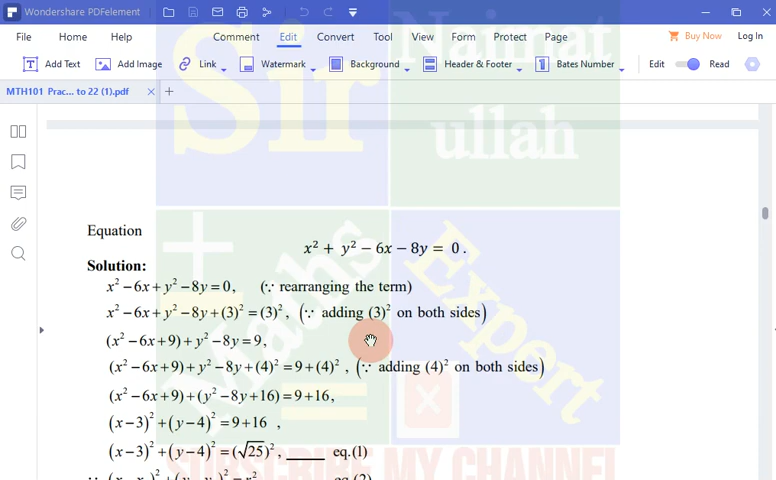 Wondershare PDFelement
File Home Help Comment Edit Convert Tool View Form Protect Page Buy Now Log In
Add Text Add Image Link Watermark Background Header & Footer Bates Number Edit Read
MTH101 Prac... to 22 (1).pdf
Sir Naimat ullah
Equation
x² + y² − 6x − 8y = 0.
Solution:
x² − 6x + y² − 8y = 0, (∵ rearranging the term)
x² − 6x + y² − 8y + (3)² = (3)², (∵ adding (3)² on both sides)
(x² − 6x + 9) + y² − 8y = 9,
(x² − 6x + 9) + y² − 8y + (4)² = 9 + (4)², (∵ adding (4)² on both sides)
(x² − 6x + 9) + (y² − 8y + 16) = 9 + 16,
(x − 3)² + (y − 4)² = 9 + 16 ,
(x − 3)² + (y − 4)² = (√25)², _____ eq.(1)
Maths Expert
SUBSCRIBE MY CHANNEL